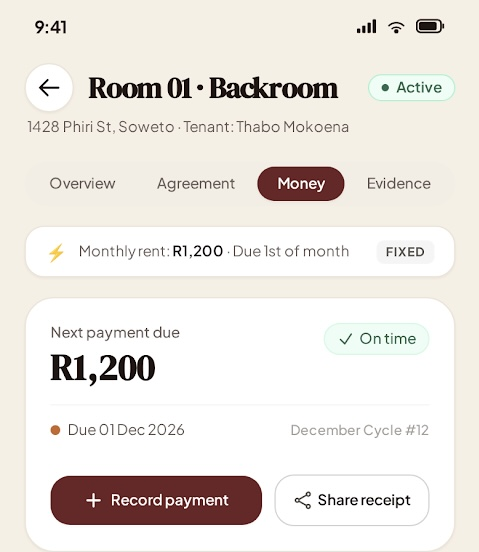 9:41
Room 01 · Backroom
Active
1428 Phiri St, Soweto · Tenant: Thabo Mokoena
Overview Agreement Money Evidence
Monthly rent: R1,200 · Due 1st of month FIXED
Next payment due
On time
R1,200
Due 01 Dec 2026 December Cycle #12
Record payment Share receipt